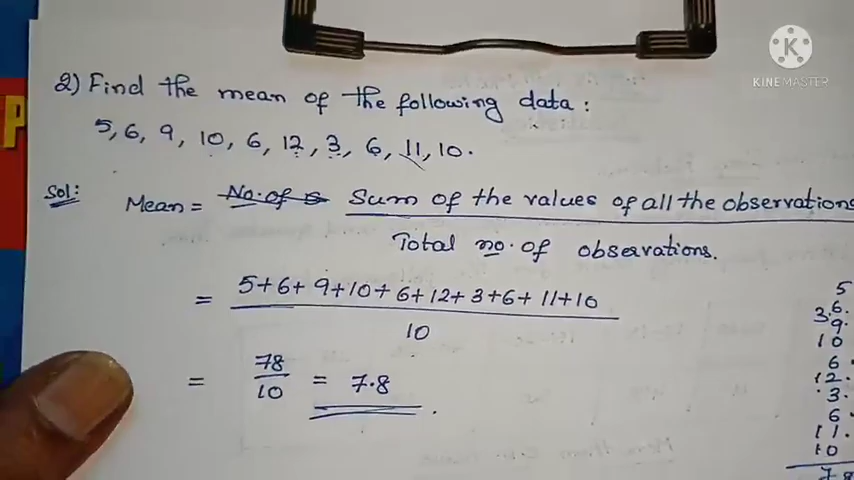 K
KINEMASTER
P
2) Find the mean of the following data :
5, 6, 9, 10, 6, 12, 3, 6, 11, 10.
Sol:
Mean = No. of s Sum of the values of all the observations
Total no. of observations.
= 5+6+ 9+10+ 6+12+ 3+6+ 11+10
10
= 78
10
= 7.8
5
3 6.
9.
10
6
12.
3.
6
11.
10
78